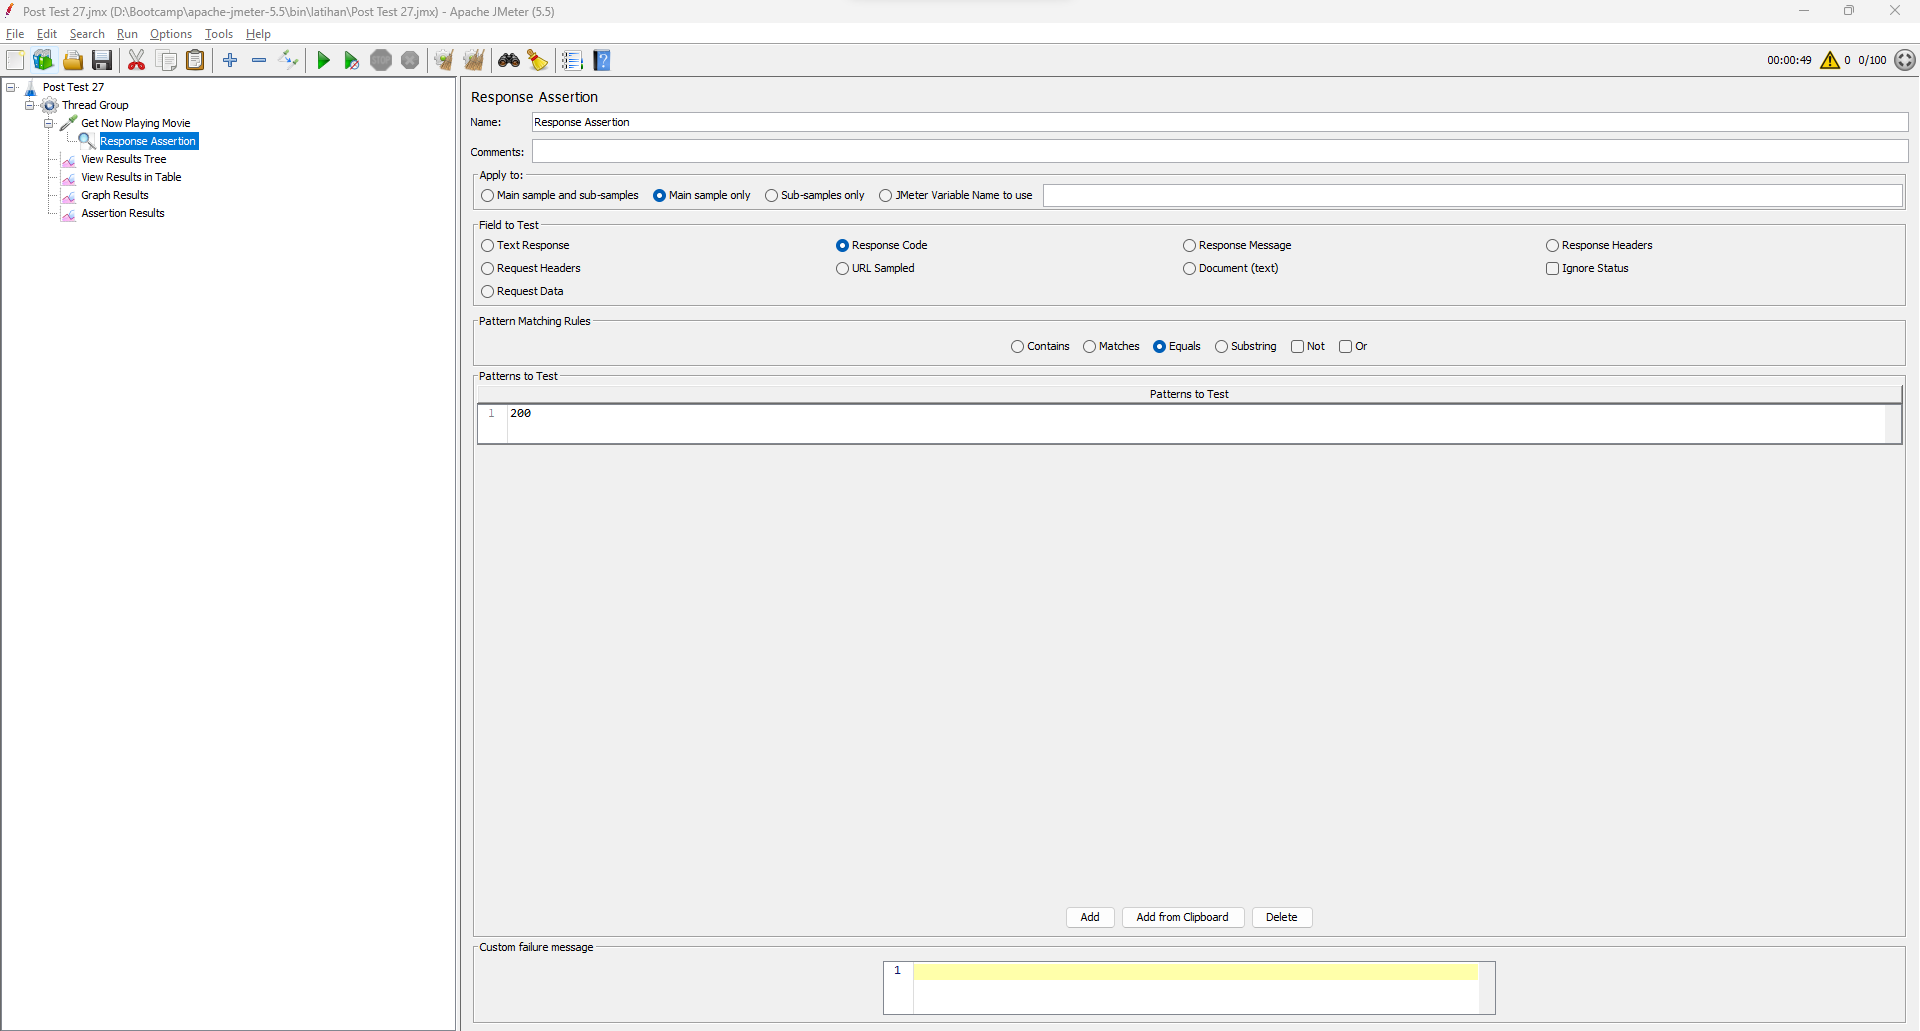 Post Test 27.jmx (D:\Bootcamp\apache-jmeter-5.5\bin\latihan\Post Test 27.jmx) - Apache JMeter (5.5)
File Edit Search Run Options Tools Help
STOP ? 00:00:49 0 0/100
Post Test 27
Thread Group
Get Now Playing Movie
Response Assertion
View Results Tree
View Results in Table
Graph Results
Assertion Results
Response Assertion
Name: Response Assertion
Comments:
Apply to:
Main sample and sub-samples Main sample only Sub-samples only JMeter Variable Name to use
Field to Test
Text Response Response Code Response Message Response Headers
Request Headers URL Sampled Document (text) Ignore Status
Request Data
Pattern Matching Rules
Contains Matches Equals Substring Not Or
Patterns to Test
Patterns to Test
1 200
Add Add from Clipboard Delete
Custom failure message
1